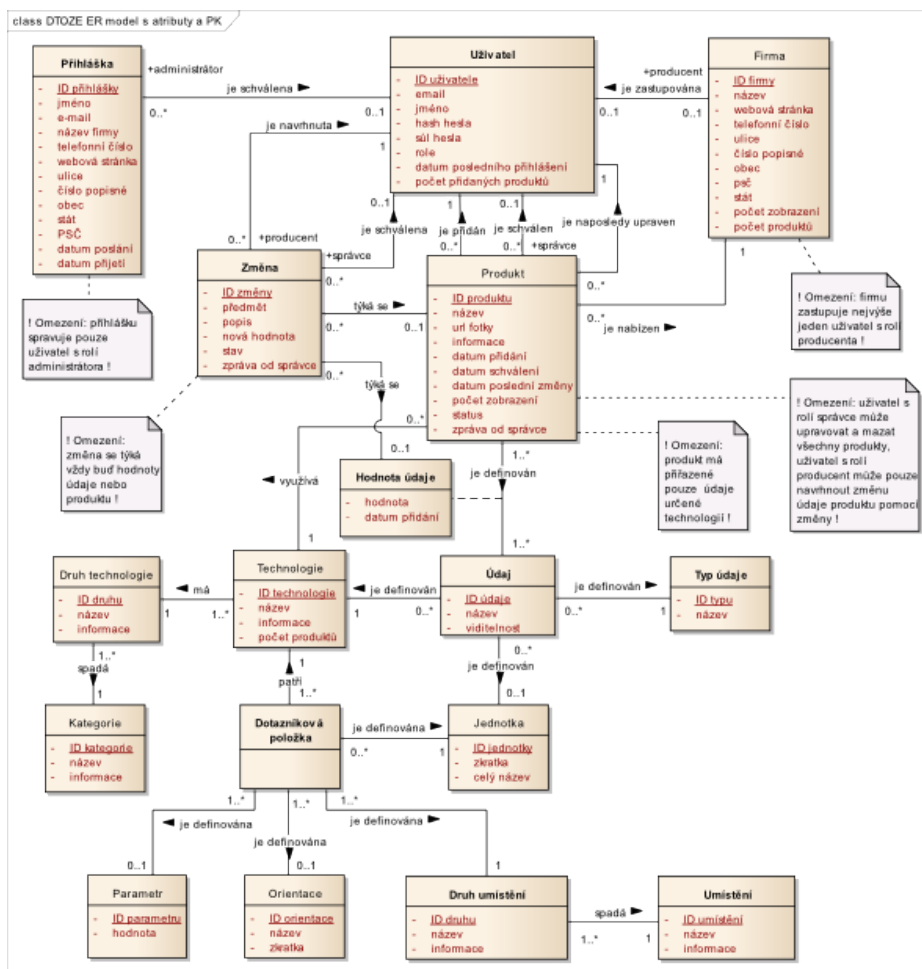 class DTOZE ER model s atributy a PK
Přihláška
- ID přihlášky
- jméno
- e-mail
- název firmy
- telefonní číslo
- webová stránka
- ulice
- číslo popisné
- obec
- stát
- PSČ
- datum poslání
- datum přijetí
+administrátor
je schválena
0..*
0..1
Uživatel
- ID uživatele
- email
- jméno
- hash hesla
- sůl hesla
- role
- datum posledního přihlášení
- počet přidaných produktů
+producent
je zastupována
0..1
0..1
Firma
- ID firmy
- název
- webová stránka
- telefonní číslo
- ulice
- číslo popisné
- obec
- psč
- stát
- počet zobrazení
- počet produktů
je navrhnuta
1
0..*
+producent
0..1
je schválena
+správce
0..*
1
je přidán
0..*
0..1
je schválen
+správce
0..*
1
je naposledy upraven
0..*
1
0..*
je nabízen
! Omezení: přihlášku
spravuje pouze
uživatel s rolí
administrátora !
Změna
- ID změny
- předmět
- popis
- nová hodnota
- stav
- zpráva od správce
týká se
0..*
0..1
Produkt
- ID produktu
- název
- url fotky
- informace
- datum přidání
- datum schválení
- datum poslední změny
- počet zobrazení
- status
- zpráva od správce
! Omezení: firmu
zastupuje nejvýše
jeden uživatel s rolí
producenta !
0..*
týká se
0..1
! Omezení:
změna se týká
vždy buď hodnoty
údaje nebo
produktu !
0..*
využívá
1
Hodnota údaje
- hodnota
- datum přidání
1..*
je definován
1..*
! Omezení:
produkt má
přiřazené
pouze údaje
určené
technologií !
! Omezení: uživatel s
rolí správce může
upravovat a mazat
všechny produkty,
uživatel s rolí
producent může pouze
navrhnout změnu
údaje produktu pomocí
změny !
Druh technologie
- ID druhu
- název
- informace
má
1
1..*
Technologie
- ID technologie
- název
- informace
- počet produktů
je definován
1
0..*
Údaj
- ID údaje
- název
- viditelnost
je definován
0..*
1
Typ údaje
- ID typu
- název
1..*
spadá
1
1
patří
1..*
0..*
je definován
0..1
Kategorie
- ID kategorie
- název
- informace
Dotazníková
položka
je definována
0..*
1
Jednotka
- ID jednotky
- zkratka
- celý název
1..*
je definována
0..1
1..*
je definována
0..1
1..*
je definována
1
Parametr
- ID parametru
- hodnota
Orientace
- ID orientace
- název
- zkratka
Druh umístění
- ID druhu
- název
- informace
spadá
1..*
1
Umístění
- ID umístění
- název
- informace